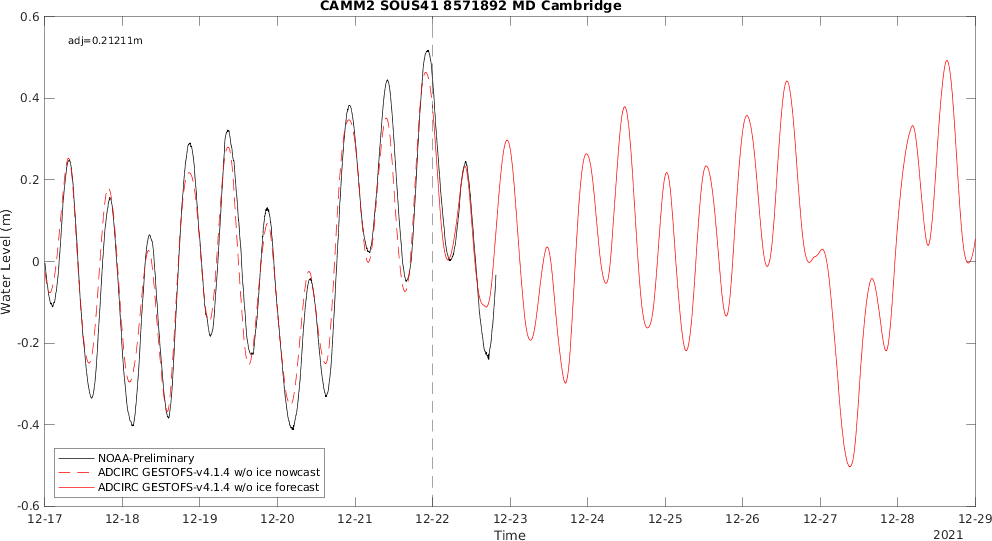 CAMM2 SOUS41 8571892 MD Cambridge
adj=0.21211m
Water Level (m)
0.6
0.4
0.2
0
-0.2
-0.4
-0.6
NOAA-Preliminary
ADCIRC GESTOFS-v4.1.4 w/o ice nowcast
ADCIRC GESTOFS-v4.1.4 w/o ice forecast
12-17 12-18 12-19 12-20 12-21 12-22 12-23 12-24 12-25 12-26 12-27 12-28 12-29
Time
2021